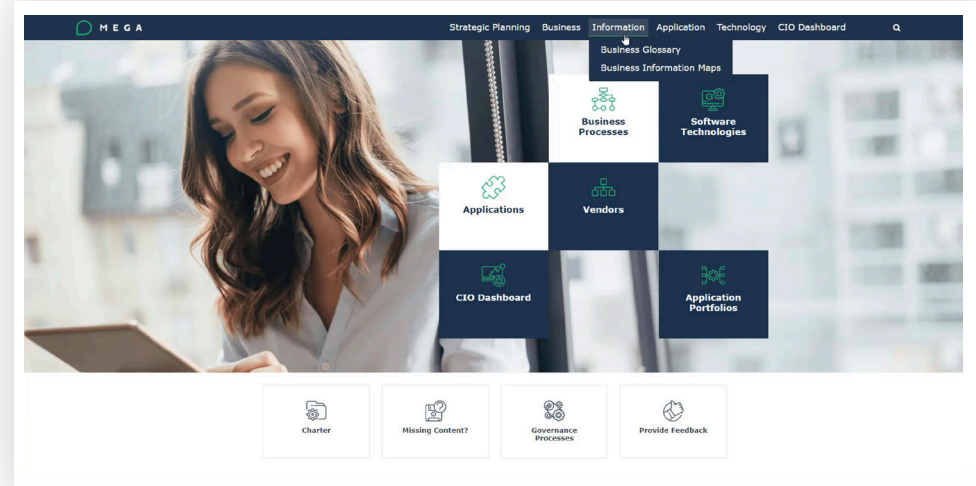 MEGA
Strategic Planning Business Information Application Technology CIO Dashboard
Business Glossary
Business Information Maps
Business
Processes
Software
Technologies
Applications
Vendors
CIO Dashboard
Application
Portfolios
Charter
Missing Content?
Governance
Processes
Provide Feedback